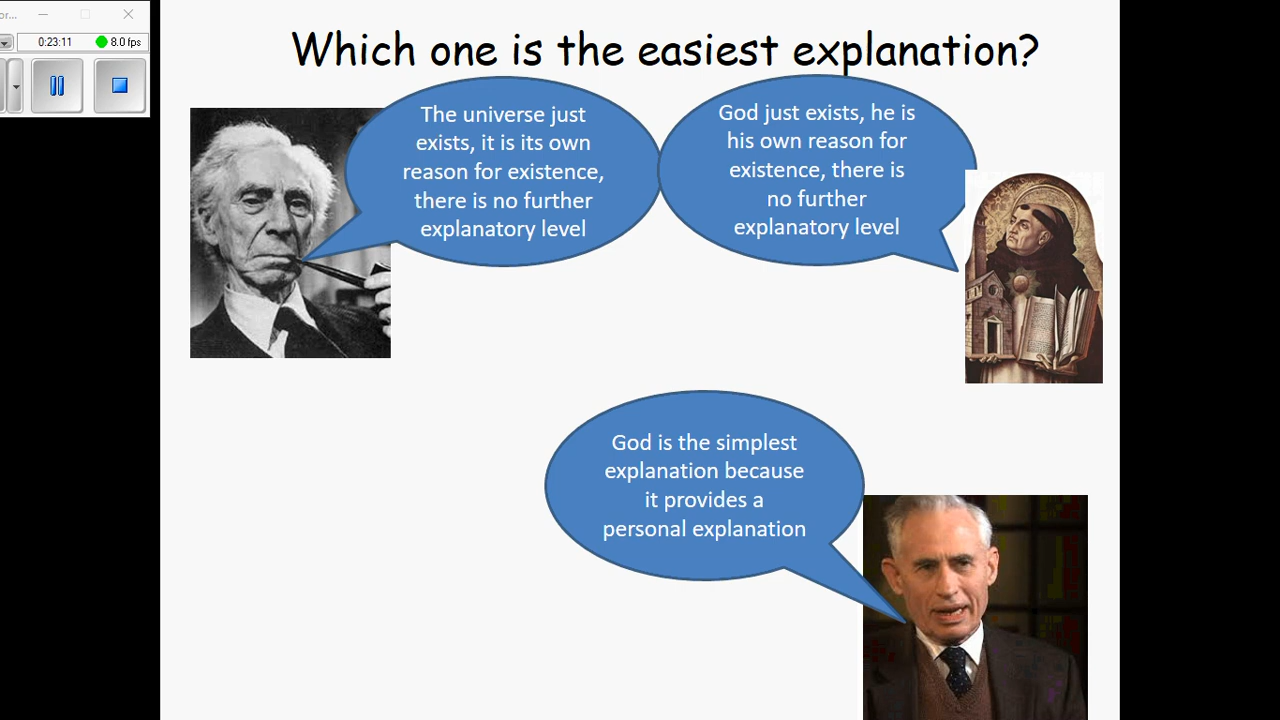 or...
0:23:11
8.0 fps
Which one is the easiest explanation?
The universe just
exists, it is its own
reason for existence,
there is no further
explanatory level
God just exists, he is
his own reason for
existence, there is
no further
explanatory level
God is the simplest
explanation because
it provides a
personal explanation